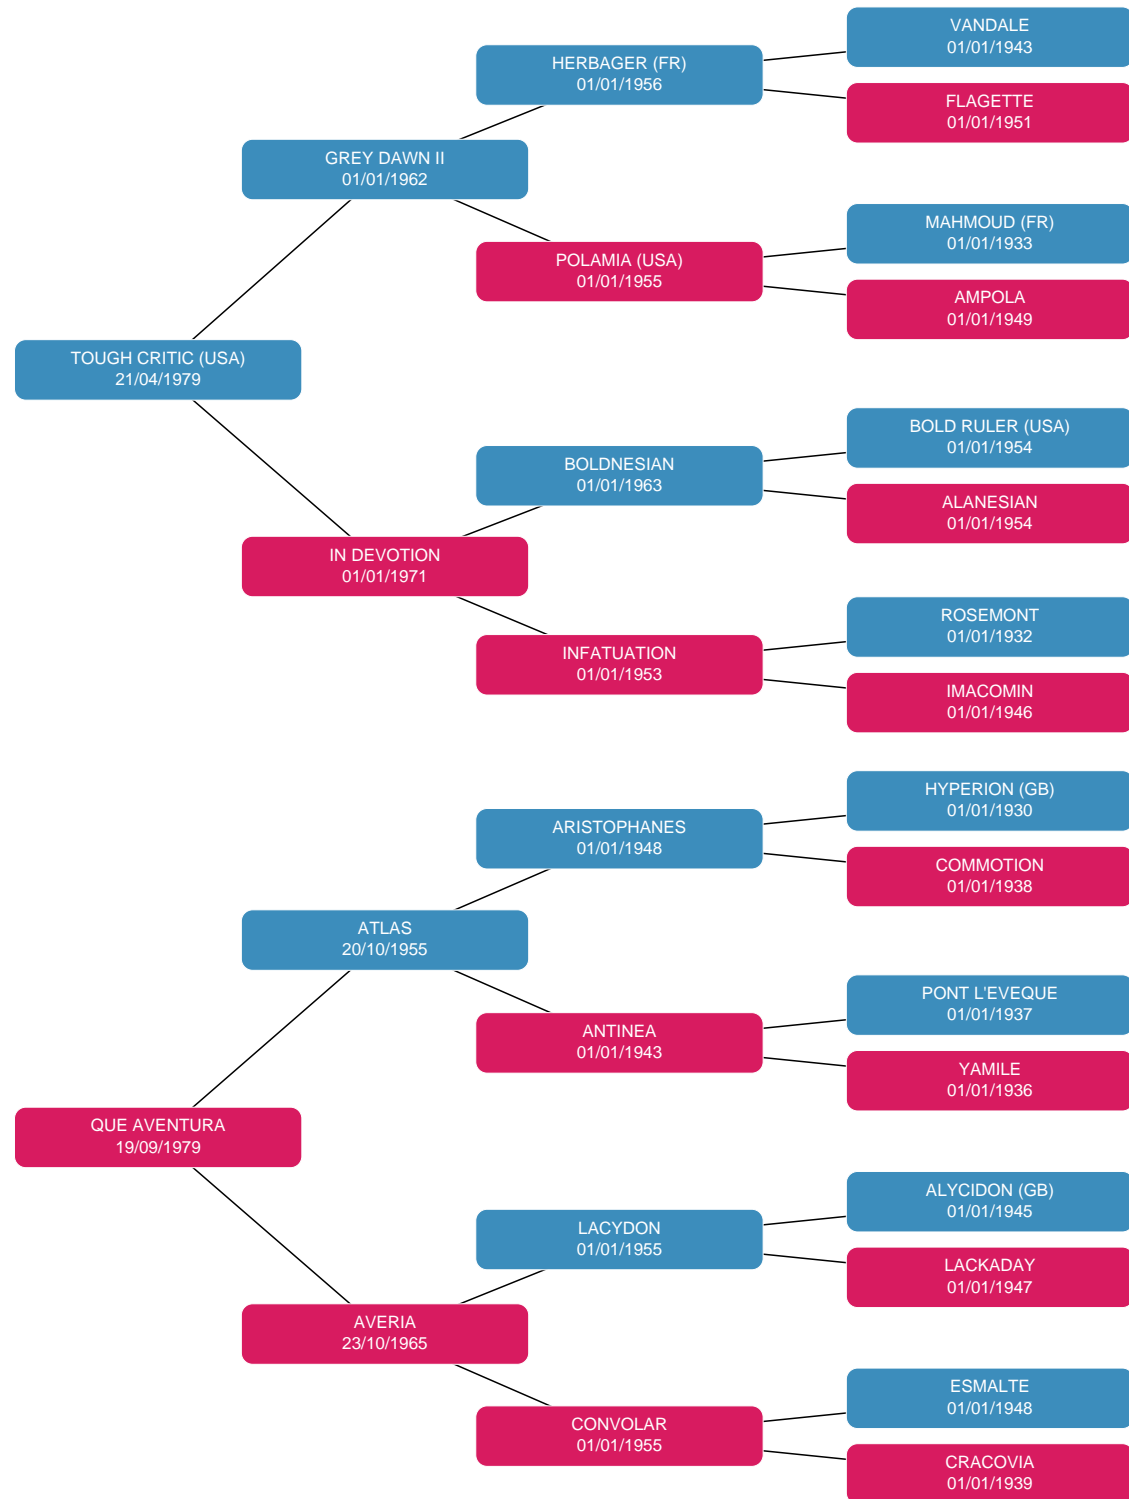 VANDALE
01/01/1943
HERBAGER (FR)
01/01/1956
FLAGETTE
01/01/1951
GREY DAWN II
01/01/1962
MAHMOUD (FR)
01/01/1933
POLAMIA (USA)
01/01/1955
AMPOLA
01/01/1949
TOUGH CRITIC (USA)
21/04/1979
BOLD RULER (USA)
01/01/1954
BOLDNESIAN
01/01/1963
ALANESIAN
01/01/1954
IN DEVOTION
01/01/1971
ROSEMONT
01/01/1932
INFATUATION
01/01/1953
IMACOMIN
01/01/1946
HYPERION (GB)
01/01/1930
ARISTOPHANES
01/01/1948
COMMOTION
01/01/1938
ATLAS
20/10/1955
PONT L'EVEQUE
01/01/1937
ANTINEA
01/01/1943
YAMILE
01/01/1936
QUE AVENTURA
19/09/1979
ALYCIDON (GB)
01/01/1945
LACYDON
01/01/1955
LACKADAY
01/01/1947
AVERIA
23/10/1965
ESMALTE
01/01/1948
CONVOLAR
01/01/1955
CRACOVIA
01/01/1939